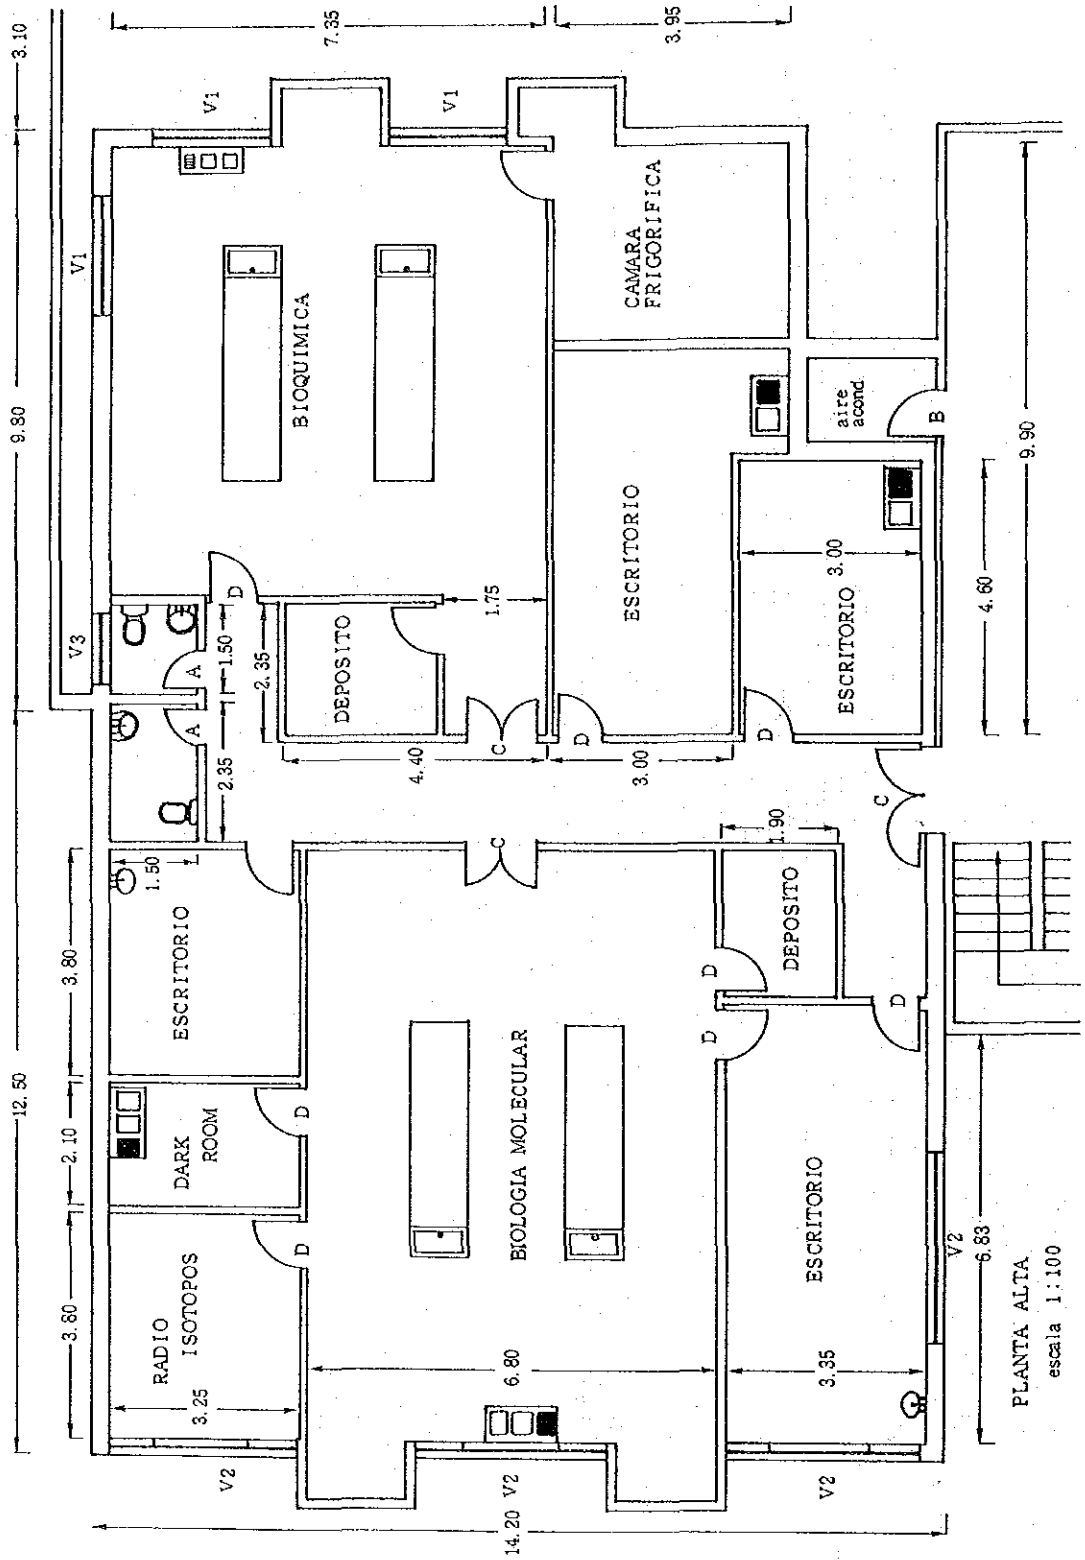 3.10
9.80
12.50
3.80
2.10
3.80
7.35
3.95
V1
V1
V1
V3
BIOQUIMICA
CAMARA
FRIGORIFICA
aire
acond
B
9.90
4.60
ESCRITORIO
ESCRITORIO
3.00
D
A
1.50
2.35
DEPOSITO
1.75
A
2.35
4.40
C
D
3.00
D
C
1.90
C
1.50
ESCRITORIO
DEPOSITO
D
D
D
DARK
ROOM
D
BIOLOGIA MOLECULAR
ESCRITORIO
RADIO
ISOTOPOS
D
3.25
6.80
3.35
V2
V2
V2
V2
6.83
14.20
PLANTA ALTA
escala 1:100